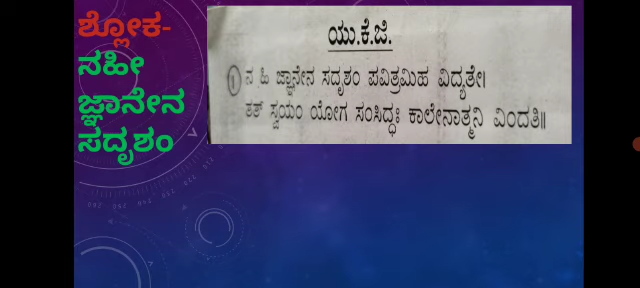 ಶ್ಲೋಕ-
ನಹೀ
ಜ್ಞಾನೇನ
ಸದೃಶಂ
ಯು.ಕೆ.ಜಿ.
1 ನ ಹಿ ಜ್ಞಾನೇನ ಸದೃಶಂ ಪವಿತ್ರಮಿಹ ವಿದ್ಯತೇ।
ತತ್ ಸ್ವಯಂ ಯೋಗ ಸಂಸಿದ್ಧಃ ಕಾಲೇನಾತ್ಮನಿ ವಿಂದತಿ॥